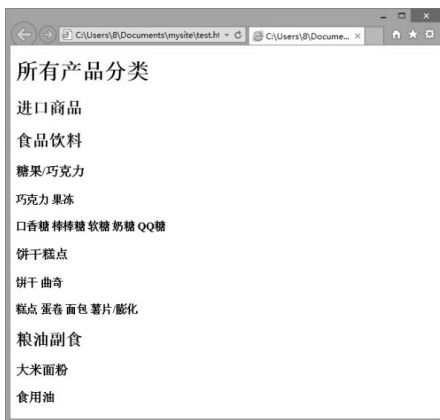 C:\Users\8\Documents\mysite\test.ht
C:\Users\8\Docume...
所有产品分类
进口商品
食品饮料
糖果/巧克力
巧克力 果冻
口香糖 棒棒糖 软糖 奶糖 QQ糖
饼干糕点
饼干 曲奇
糕点 蛋卷 面包 薯片/膨化
粮油副食
大米面粉
食用油